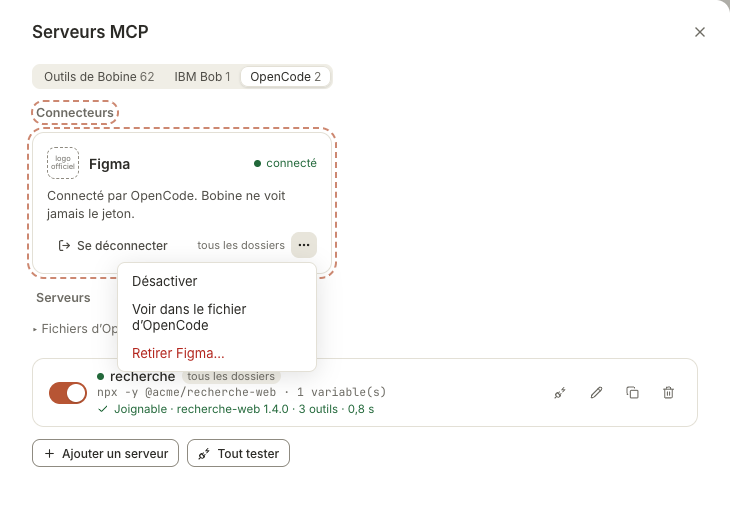 Serveurs MCP
Outils de Bobine 62 IBM Bob 1 OpenCode 2
Connecteurs
logo
officiel
Figma
connecté
Connecté par OpenCode. Bobine ne voit
jamais le jeton.
Se déconnecter
tous les dossiers
Désactiver
Voir dans le fichier
d’OpenCode
Retirer Figma...
Serveurs
Fichiers d’Op
recherche tous les dossiers
npx -y @acme/recherche-web · 1 variable(s)
Joignable · recherche-web 1.4.0 · 3 outils · 0,8 s
Ajouter un serveur
Tout tester